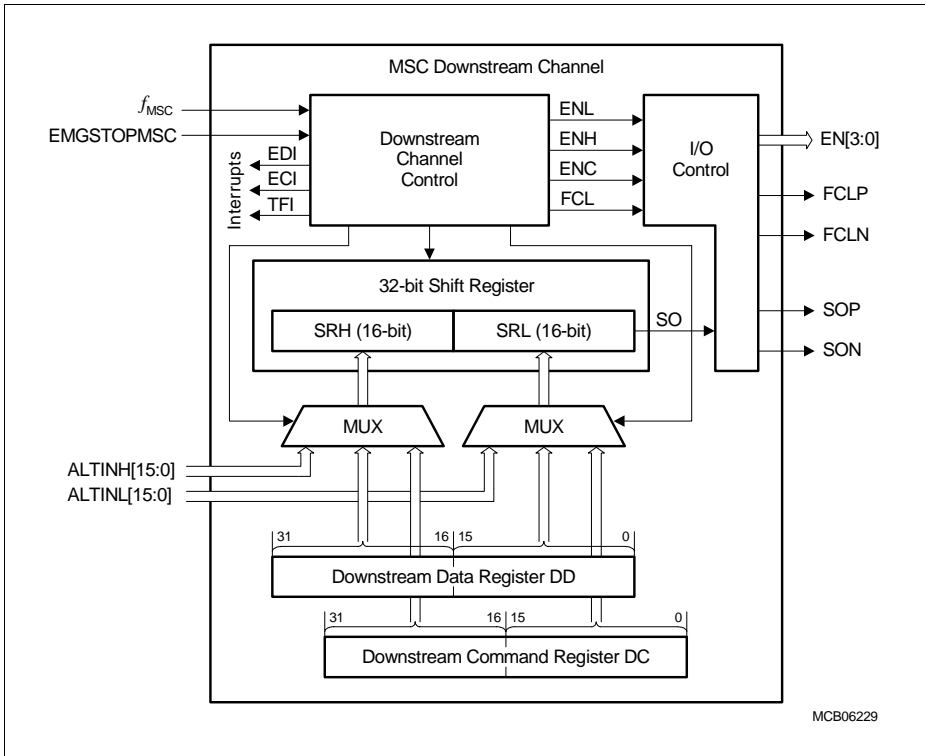 MSC Downstream Channel
fMSC
EMGSTOPMSC
Interrupts
EDI
ECI
TFI
Downstream
Channel
Control
ENL
ENH
ENC
FCL
I/O
Control
EN[3:0]
FCLP
FCLN
SOP
SON
32-bit Shift Register
SRH (16-bit)
SRL (16-bit)
SO
MUX
MUX
ALTINH[15:0]
ALTINL[15:0]
31 16 15 0
Downstream Data Register DD
31 16 15 0
Downstream Command Register DC
MCB06229